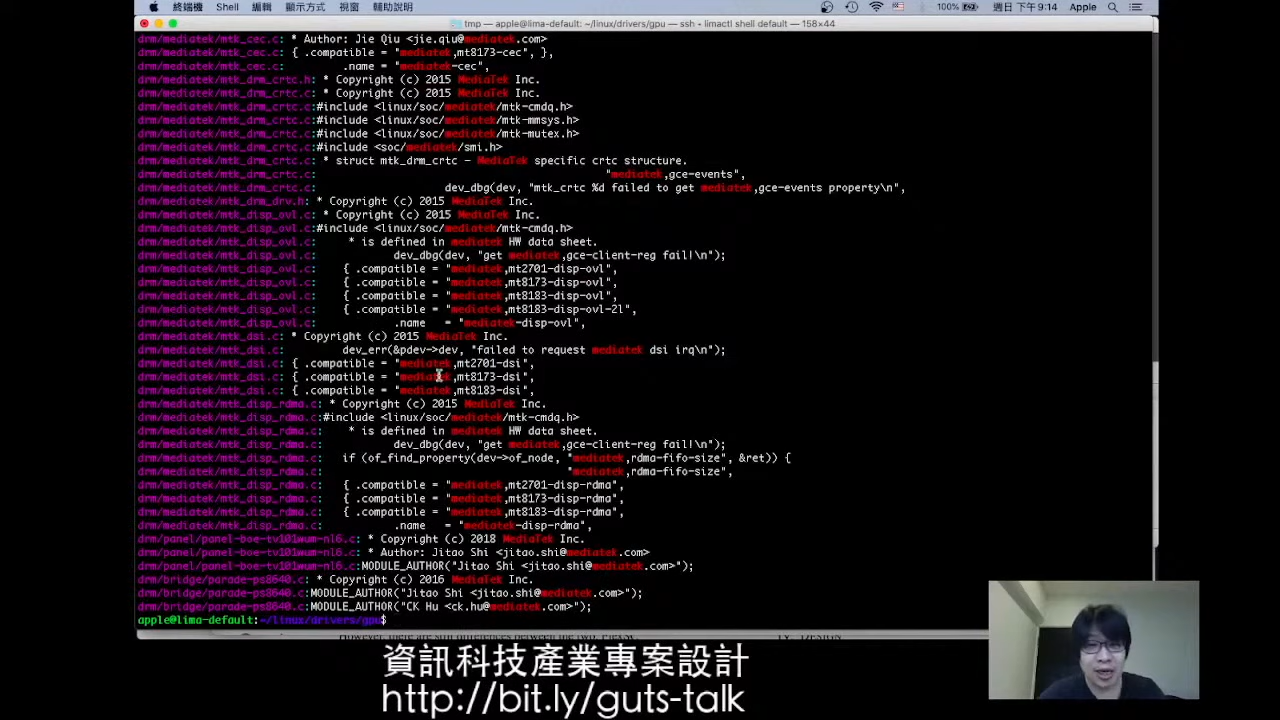 終端機 Shell 編輯 顯示方式 視窗 輔助說明 100% 週日 下午9:14 Apple
tmp — apple@lima-default: ~/linux/drivers/gpu — ssh ◂ limactl shell default — 158×44
drm/mediatek/mtk_cec.c: * Author: Jie Qiu <jie.qiu@mediatek.com>
drm/mediatek/mtk_cec.c: { .compatible = "mediatek,mt8173-cec", },
drm/mediatek/mtk_cec.c: .name = "mediatek-cec",
drm/mediatek/mtk_drm_crtc.h: * Copyright (c) 2015 MediaTek Inc.
drm/mediatek/mtk_drm_crtc.c: * Copyright (c) 2015 MediaTek Inc.
drm/mediatek/mtk_drm_crtc.c:#include <linux/soc/mediatek/mtk-cmdq.h>
drm/mediatek/mtk_drm_crtc.c:#include <linux/soc/mediatek/mtk-mmsys.h>
drm/mediatek/mtk_drm_crtc.c:#include <linux/soc/mediatek/mtk-mutex.h>
drm/mediatek/mtk_drm_crtc.c:#include <soc/mediatek/smi.h>
drm/mediatek/mtk_drm_crtc.c: * struct mtk_drm_crtc - MediaTek specific crtc structure.
drm/mediatek/mtk_drm_crtc.c: "mediatek,gce-events",
drm/mediatek/mtk_drm_crtc.c: dev_dbg(dev, "mtk_crtc %d failed to get mediatek,gce-events property\n",
drm/mediatek/mtk_drm_drv.h: * Copyright (c) 2015 MediaTek Inc.
drm/mediatek/mtk_disp_ovl.c: * Copyright (c) 2015 MediaTek Inc.
drm/mediatek/mtk_disp_ovl.c:#include <linux/soc/mediatek/mtk-cmdq.h>
drm/mediatek/mtk_disp_ovl.c: * is defined in mediatek HW data sheet.
drm/mediatek/mtk_disp_ovl.c: dev_dbg(dev, "get mediatek,gce-client-reg fail!\n");
drm/mediatek/mtk_disp_ovl.c: { .compatible = "mediatek,mt2701-disp-ovl",
drm/mediatek/mtk_disp_ovl.c: { .compatible = "mediatek,mt8173-disp-ovl",
drm/mediatek/mtk_disp_ovl.c: { .compatible = "mediatek,mt8183-disp-ovl",
drm/mediatek/mtk_disp_ovl.c: { .compatible = "mediatek,mt8183-disp-ovl-2l",
drm/mediatek/mtk_disp_ovl.c: .name = "mediatek-disp-ovl",
drm/mediatek/mtk_dsi.c: * Copyright (c) 2015 MediaTek Inc.
drm/mediatek/mtk_dsi.c: dev_err(&pdev->dev, "failed to request mediatek dsi irq\n");
drm/mediatek/mtk_dsi.c: { .compatible = "mediatek,mt2701-dsi",
drm/mediatek/mtk_dsi.c: { .compatible = "mediatek,mt8173-dsi",
drm/mediatek/mtk_dsi.c: { .compatible = "mediatek,mt8183-dsi",
drm/mediatek/mtk_disp_rdma.c: * Copyright (c) 2015 MediaTek Inc.
drm/mediatek/mtk_disp_rdma.c:#include <linux/soc/mediatek/mtk-cmdq.h>
drm/mediatek/mtk_disp_rdma.c: * is defined in mediatek HW data sheet.
drm/mediatek/mtk_disp_rdma.c: dev_dbg(dev, "get mediatek,gce-client-reg fail!\n");
drm/mediatek/mtk_disp_rdma.c: if (of_find_property(dev->of_node, "mediatek,rdma-fifo-size", &ret)) {
drm/mediatek/mtk_disp_rdma.c: "mediatek,rdma-fifo-size",
drm/mediatek/mtk_disp_rdma.c: { .compatible = "mediatek,mt2701-disp-rdma",
drm/mediatek/mtk_disp_rdma.c: { .compatible = "mediatek,mt8173-disp-rdma",
drm/mediatek/mtk_disp_rdma.c: { .compatible = "mediatek,mt8183-disp-rdma",
drm/mediatek/mtk_disp_rdma.c: .name = "mediatek-disp-rdma",
drm/panel/panel-boe-tv101wum-nl6.c: * Copyright (c) 2018 MediaTek Inc.
drm/panel/panel-boe-tv101wum-nl6.c: * Author: Jitao Shi <jitao.shi@mediatek.com>
drm/panel/panel-boe-tv101wum-nl6.c:MODULE_AUTHOR("Jitao Shi <jitao.shi@mediatek.com>");
drm/bridge/parade-ps8640.c: * Copyright (c) 2016 MediaTek Inc.
drm/bridge/parade-ps8640.c:MODULE_AUTHOR("Jitao Shi <jitao.shi@mediatek.com>");
drm/bridge/parade-ps8640.c:MODULE_AUTHOR("CK Hu <ck.hu@mediatek.com>");
apple@lima-default:~/linux/drivers/gpu$
資訊科技產業專案設計
http://bit.ly/guts-talk